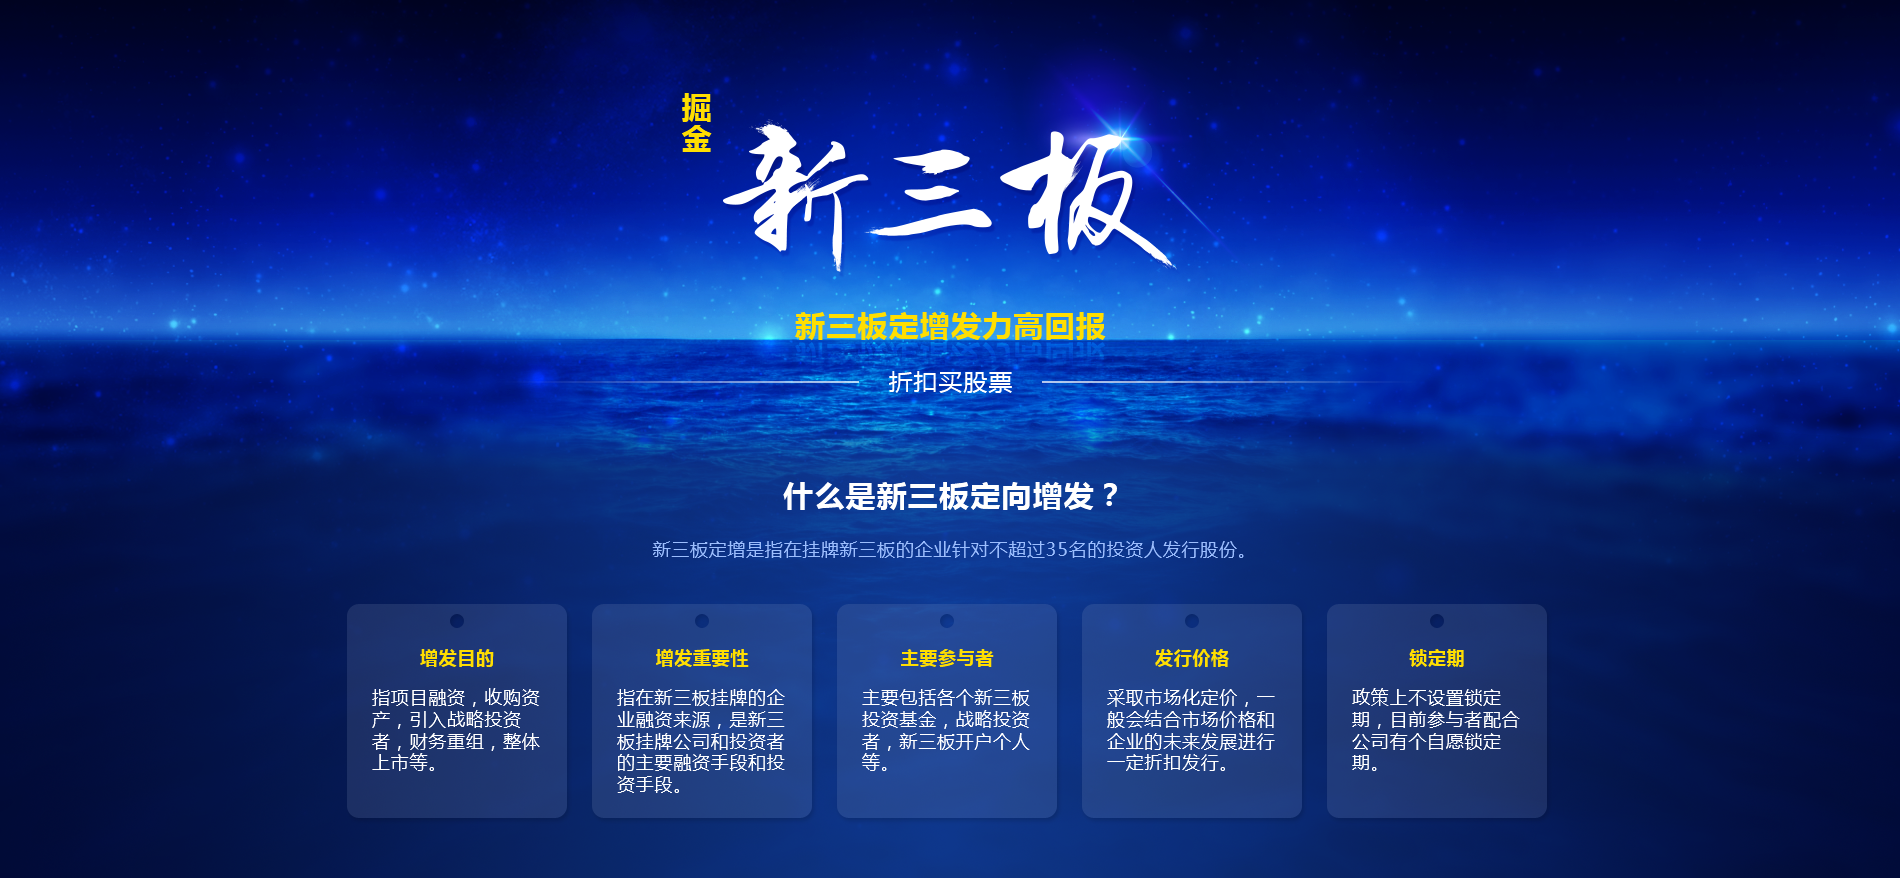 掘金
新三板
新三板定增发力高回报
折扣买股票
什么是新三板定向增发？
新三板定增是指在挂牌新三板的企业针对不超过35名的投资人发行股份。
增发目的
指项目融资，收购资
产，引入战略投资
者，财务重组，整体
上市等。
增发重要性
指在新三板挂牌的企
业融资来源，是新三
板挂牌公司和投资者
的主要融资手段和投
资手段。
主要参与者
主要包括各个新三板
投资基金，战略投资
者，新三板开户个人
等。
发行价格
采取市场化定价，一
般会结合市场价格和
企业的未来发展进行
一定折扣发行。
锁定期
政策上不设置锁定
期，目前参与者配合
公司有个自愿锁定
期。